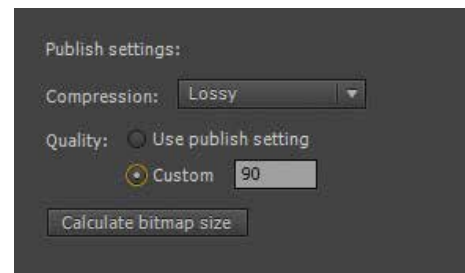 Publish settings:
Compression: Lossy
Quality: Use publish setting
Custom 90
Calculate bitmap size